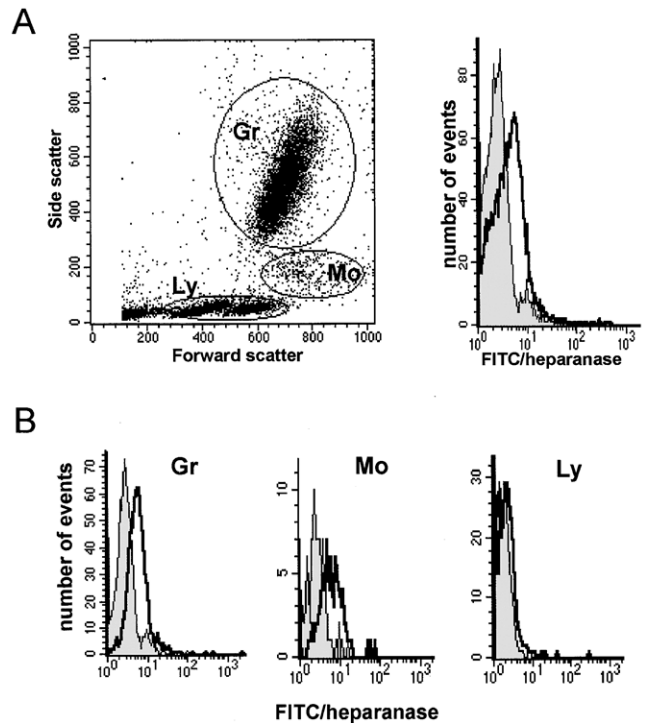 A
Side scatter
1000
800
600
400
200
0
Gr
Mo
Ly
0 200 400 600 800 1000
Forward scatter
number of events
80
60
40
20
0
10⁰ 10¹ 10² 10³
FITC/heparanase
B
number of events
70
60
50
40
30
20
10
0
Gr
10⁰ 10¹ 10² 10³
Mo
10
5
0
10⁰ 10¹ 10² 10³
Ly
30
20
10
0
10⁰ 10¹ 10² 10³
FITC/heparanase